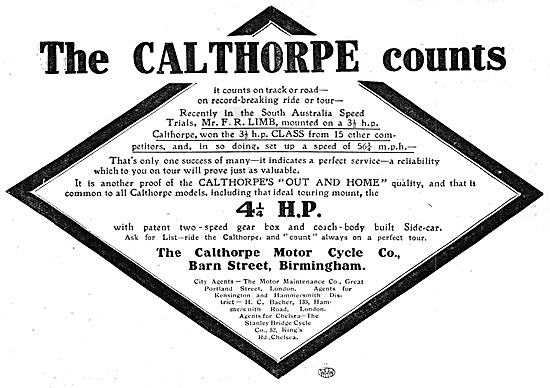 The CALTHORPE counts
It counts on track or road—
on record-breaking ride or tour—
Recently in the South Australia Speed
Trials, Mr. F. R. LIMB, mounted on a 3½ h.p.
Calthorpe, won the 3½ h.p. CLASS from 15 other com-
petitors, and, in so doing, set up a speed of 56¼ m.p.h.—
That's only one success of many—it indicates a perfect service—a reliability
which to you on tour will prove just as valuable.
It is another proof of the CALTHORPE'S "OUT AND HOME" quality, and that is
common to all Calthorpe models, including that ideal touring mount, the
4¼ H.P.
with patent two-speed gear box and coach-body built Side-car.
Ask for List—ride the Calthorpe, and "count" always on a perfect tour.
The Calthorpe Motor Cycle Co.,
Barn Street, Birmingham.
City Agents — The Motor Maintenance Co., Great
Portland Street, London. Agents for
Kensington and Hammersmith Dis-
trict — H. C. Bacher, 138, Ham-
mersmith Road, London.
Agents for Chelsea—The
Stanley Bridge Cycle
Co., 52, King's
Rd., Chelsea.